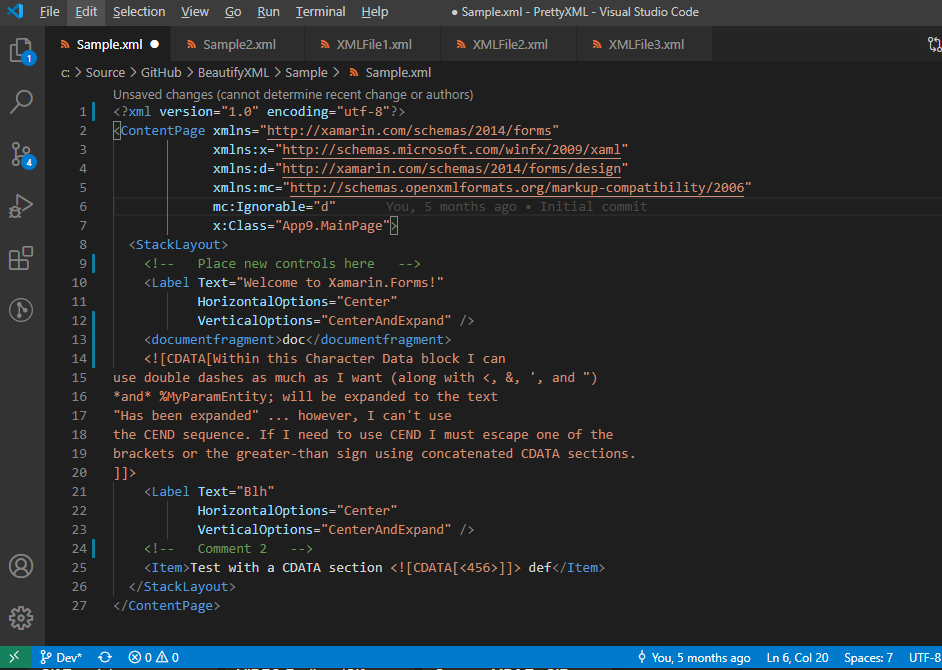 File Edit Selection View Go Run Terminal Help ● Sample.xml - PrettyXML - Visual Studio Code
Sample.xml ● Sample2.xml XMLFile1.xml XMLFile2.xml XMLFile3.xml
c: > Source > GitHub > BeautifyXML > Sample > Sample.xml
Unsaved changes (cannot determine recent change or authors)
1 <?xml version="1.0" encoding="utf-8"?>
2 <ContentPage xmlns="http://xamarin.com/schemas/2014/forms"
3 xmlns:x="http://schemas.microsoft.com/winfx/2009/xaml"
4 xmlns:d="http://xamarin.com/schemas/2014/forms/design"
5 xmlns:mc="http://schemas.openxmlformats.org/markup-compatibility/2006"
6 mc:Ignorable="d" You, 5 months ago • Initial commit
7 x:Class="App9.MainPage">
8 <StackLayout>
9 <!-- Place new controls here -->
10 <Label Text="Welcome to Xamarin.Forms!"
11 HorizontalOptions="Center"
12 VerticalOptions="CenterAndExpand" />
13 <documentfragment>doc</documentfragment>
14 <![CDATA[Within this Character Data block I can
15 use double dashes as much as I want (along with <, &, ', and ")
16 *and* %MyParamEntity; will be expanded to the text
17 "Has been expanded" ... however, I can't use
18 the CEND sequence. If I need to use CEND I must escape one of the
19 brackets or the greater-than sign using concatenated CDATA sections.
20 ]]>
21 <Label Text="Blh"
22 HorizontalOptions="Center"
23 VerticalOptions="CenterAndExpand" />
24 <!-- Comment 2 -->
25 <Item>Test with a CDATA section <![CDATA[<456>]]> def</Item>
26 </StackLayout>
27 </ContentPage>
1
4
Dev* 0 0 You, 5 months ago Ln 6, Col 20 Spaces: 7 UTF-8